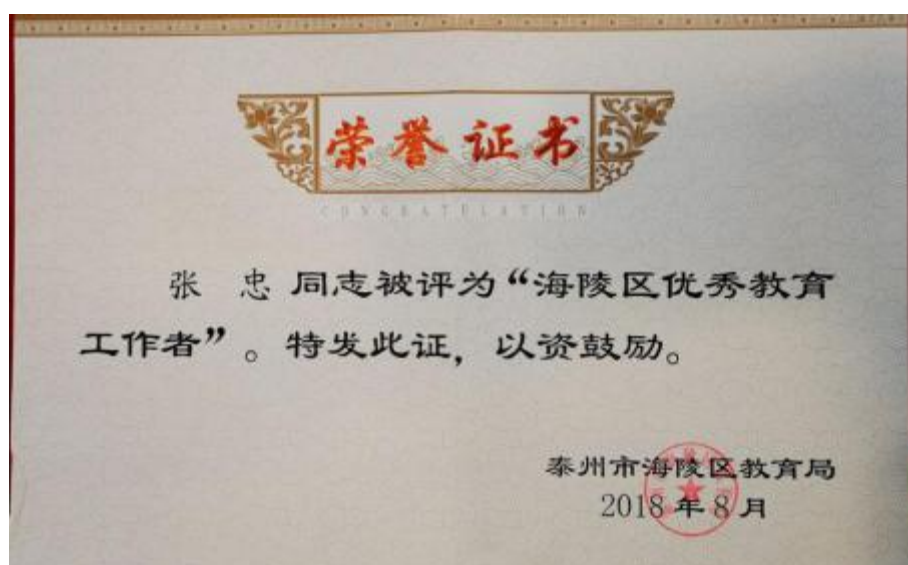 荣誉证书
CONGRATULATION
张 忠 同志被评为“海陵区优秀教育
工作者”。特发此证，以资鼓励。
泰州市海陵区教育局
2018年8月